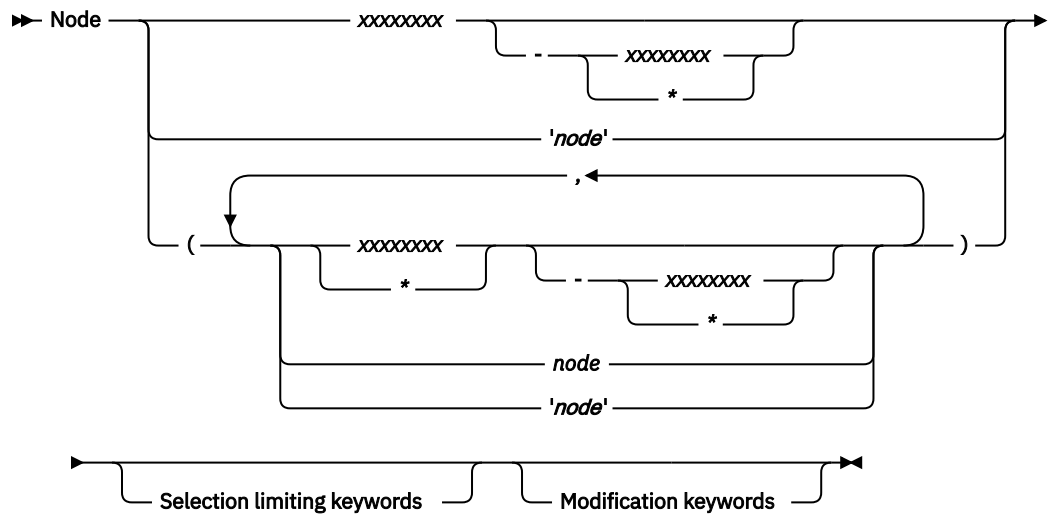 Node xxxxxxxx
- xxxxxxxx
*
'node'
,
( xxxxxxxx )
* - xxxxxxxx
*
node
'node'
Selection limiting keywords Modification keywords